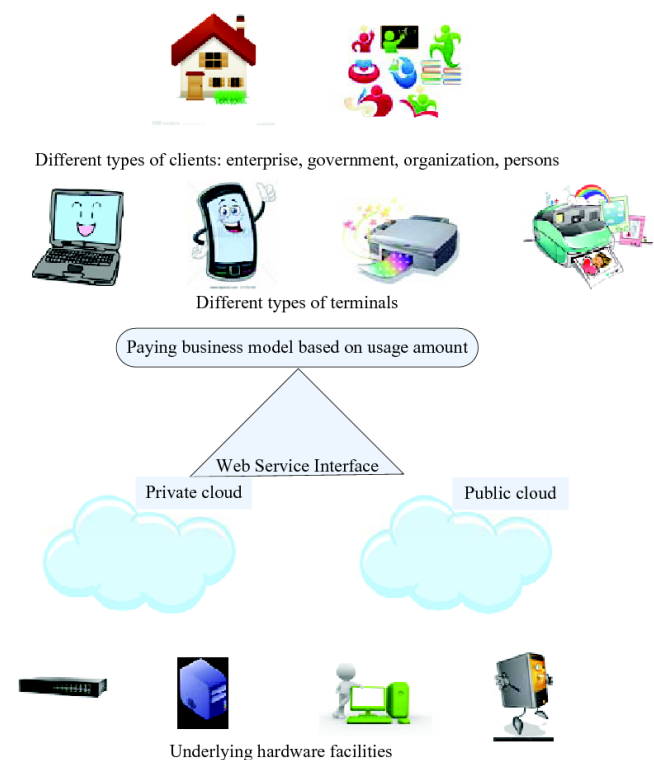 Different types of clients: enterprise, government, organization, persons
Different types of terminals
Paying business model based on usage amount
Web Service Interface
Private cloud
Public cloud
Underlying hardware facilities